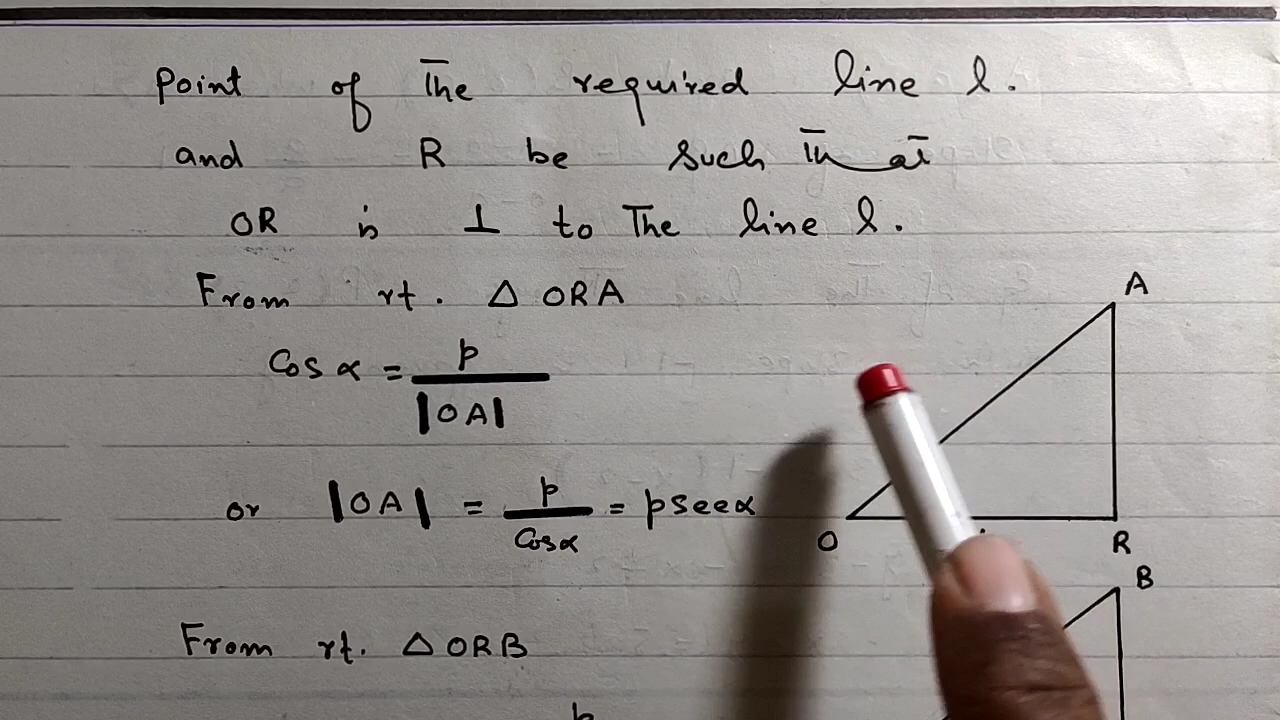 Point of The required line l.
and R be such that
OR is ⊥ to The line l.
From rt. △ ORA
A
Cos α = p / |OA|
or |OA| = p / Cosα = p secα
O R
B
From rt. △ ORB
p